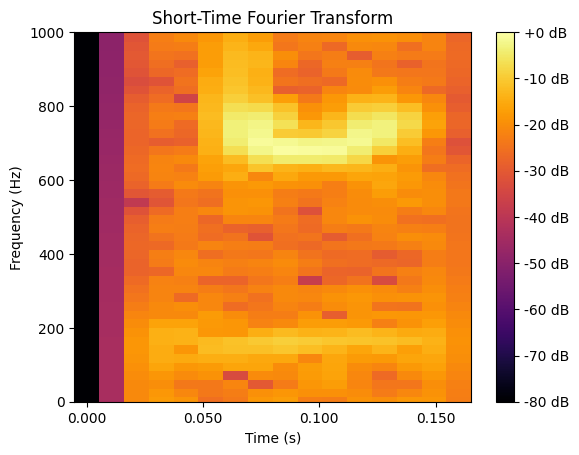 Short-Time Fourier Transform
Frequency (Hz)
1000
800
600
400
200
0
0.000
0.050
0.100
0.150
Time (s)
+0 dB
-10 dB
-20 dB
-30 dB
-40 dB
-50 dB
-60 dB
-70 dB
-80 dB